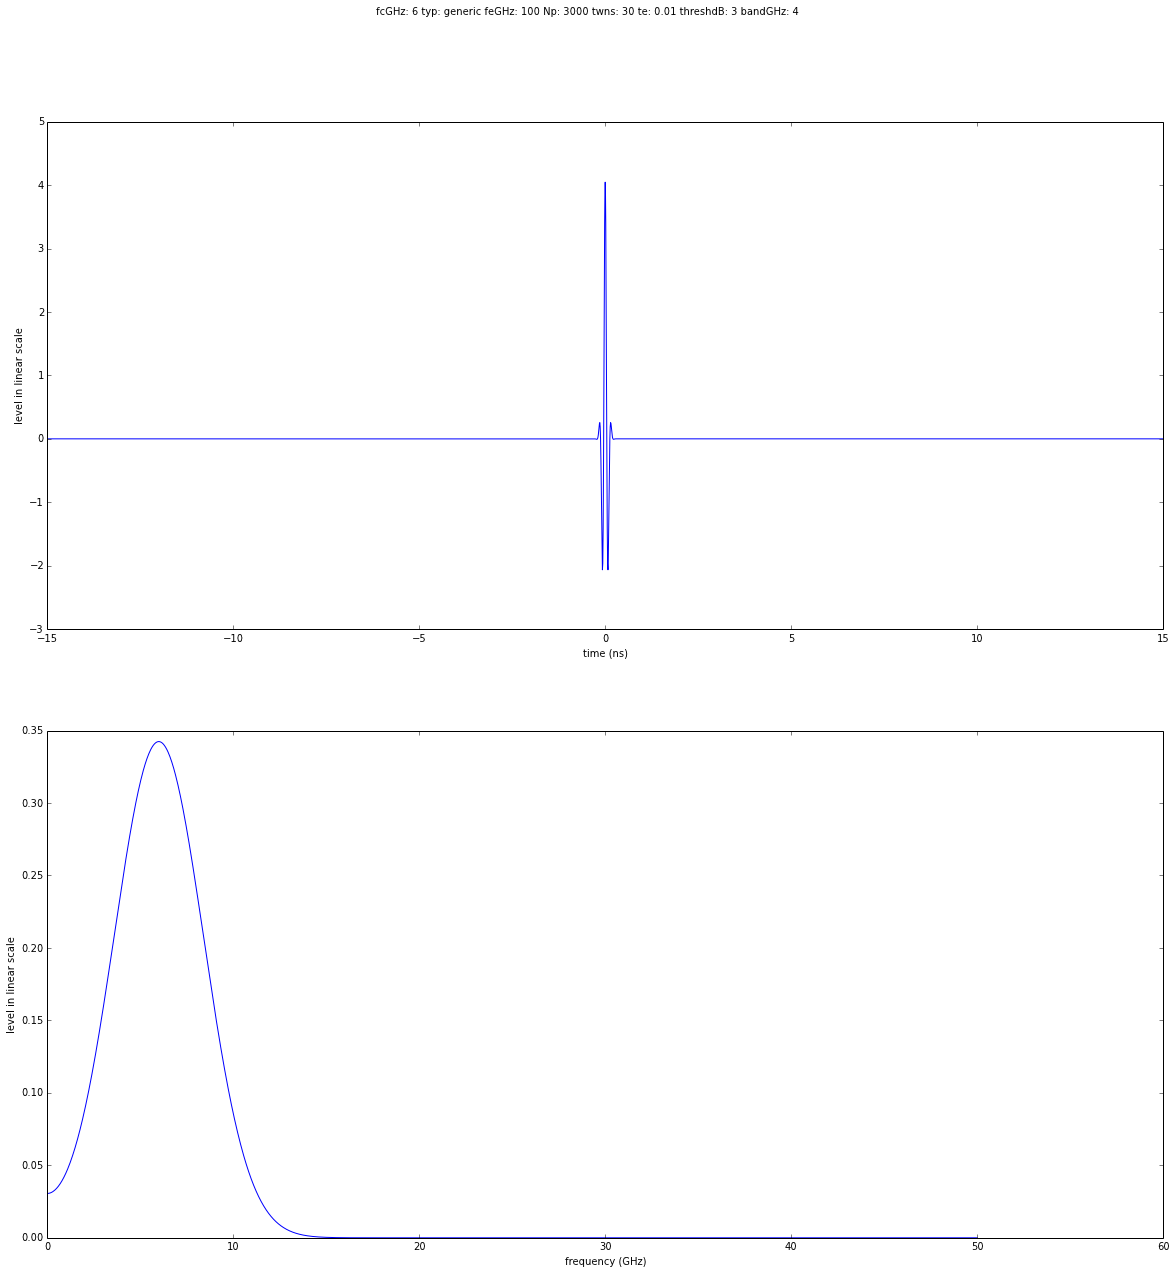 fcGHz: 6 typ: generic feGHz: 100 Np: 3000 twns: 30 te: 0.01 threshdB: 3 bandGHz: 4
5
4
3
2
1
0
−1
−2
−3
level in linear scale
−15 −10 −5 0 5 10 15
time (ns)
0.35
0.30
0.25
0.20
0.15
0.10
0.05
0.00
level in linear scale
0 10 20 30 40 50 60
frequency (GHz)